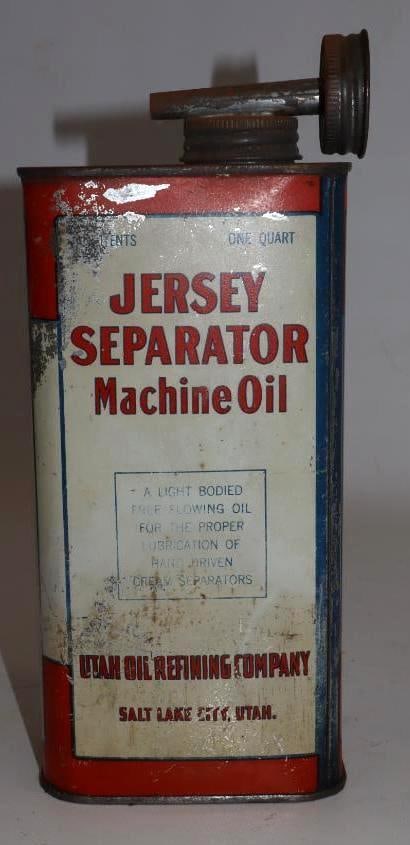 ONE QUART
JERSEY
SEPARATOR
Machine Oil
A LIGHT BODIED
FREE FLOWING OIL
FOR THE PROPER
LUBRICATION OF
HAND DRIVEN
CREAM SEPARATORS
UTAH OIL REFINING COMPANY
SALT LAKE CITY, UTAH.